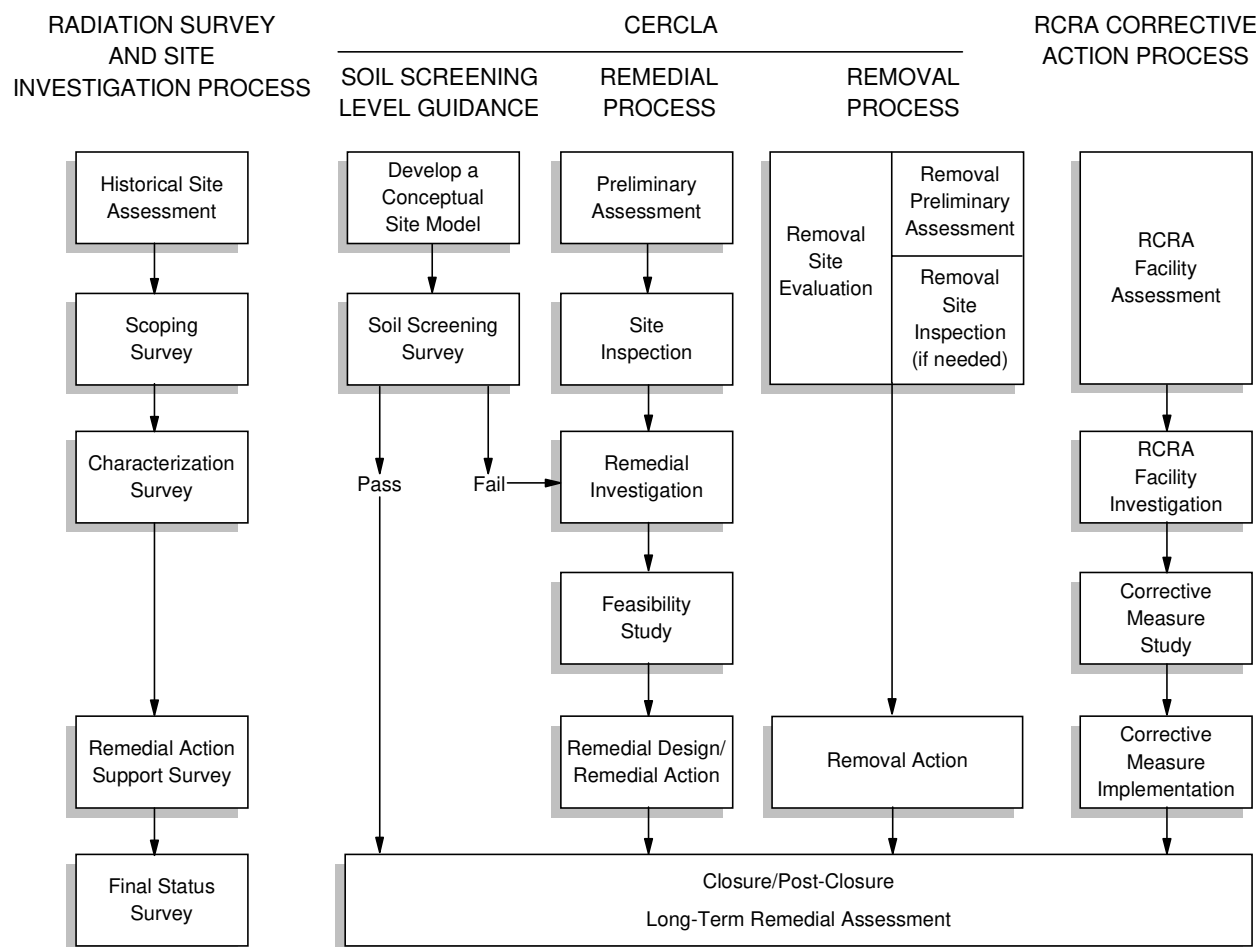 RADIATION SURVEY
AND SITE
INVESTIGATION PROCESS
CERCLA
SOIL SCREENING
LEVEL GUIDANCE
REMEDIAL
PROCESS
REMOVAL
PROCESS
RCRA CORRECTIVE
ACTION PROCESS
Historical Site
Assessment
Scoping
Survey
Characterization
Survey
Remedial Action
Support Survey
Final Status
Survey
Develop a
Conceptual
Site Model
Soil Screening
Survey
Pass
Fail
Preliminary
Assessment
Site
Inspection
Remedial
Investigation
Feasibility
Study
Remedial Design/
Remedial Action
Removal
Site
Evaluation
Removal
Preliminary
Assessment
Removal
Site
Inspection
(if needed)
Removal Action
RCRA
Facility
Assessment
RCRA
Facility
Investigation
Corrective
Measure
Study
Corrective
Measure
Implementation
Closure/Post-Closure
Long-Term Remedial Assessment